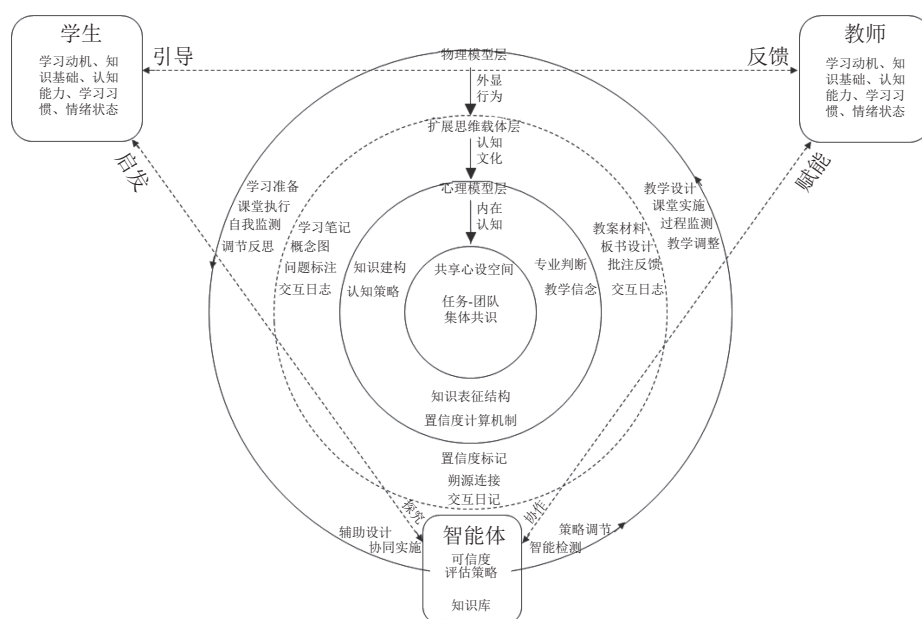 学生
学习动机、知
识基础、认知
能力、学习习
惯、情绪状态
引导
反馈
教师
学习动机、知
识基础、认知
能力、学习习
惯、情绪状态
启发
赋能
物理模型层
外显
行为
扩展思维载体层
认知
文化
心理模型层
内在
认知
共享心设空间
任务-团队
集体共识
学习准备
课堂执行
自我监测
调节反思
学习笔记
概念图
问题标注
交互日志
知识建构
认知策略
专业判断
教学信念
教案材料
板书设计
批注反馈
交互日志
教学设计
课堂实施
过程监测
教学调整
知识表征结构
置信度计算机制
置信度标记
朔源连接
交互日记
探究
协作
辅助设计
协同实施
策略调节
智能检测
智能体
可信度
评估策略
知识库